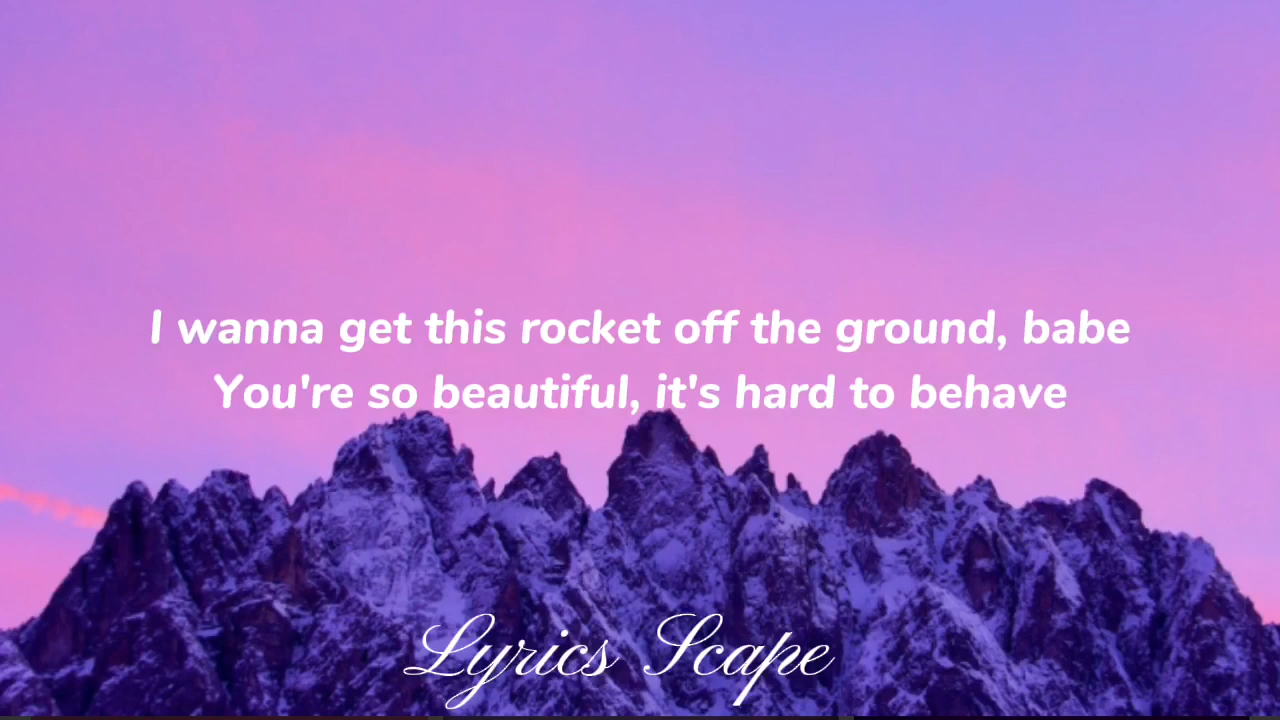 I wanna get this rocket off the ground, babe
You're so beautiful, it's hard to behave
Lyrics Scape